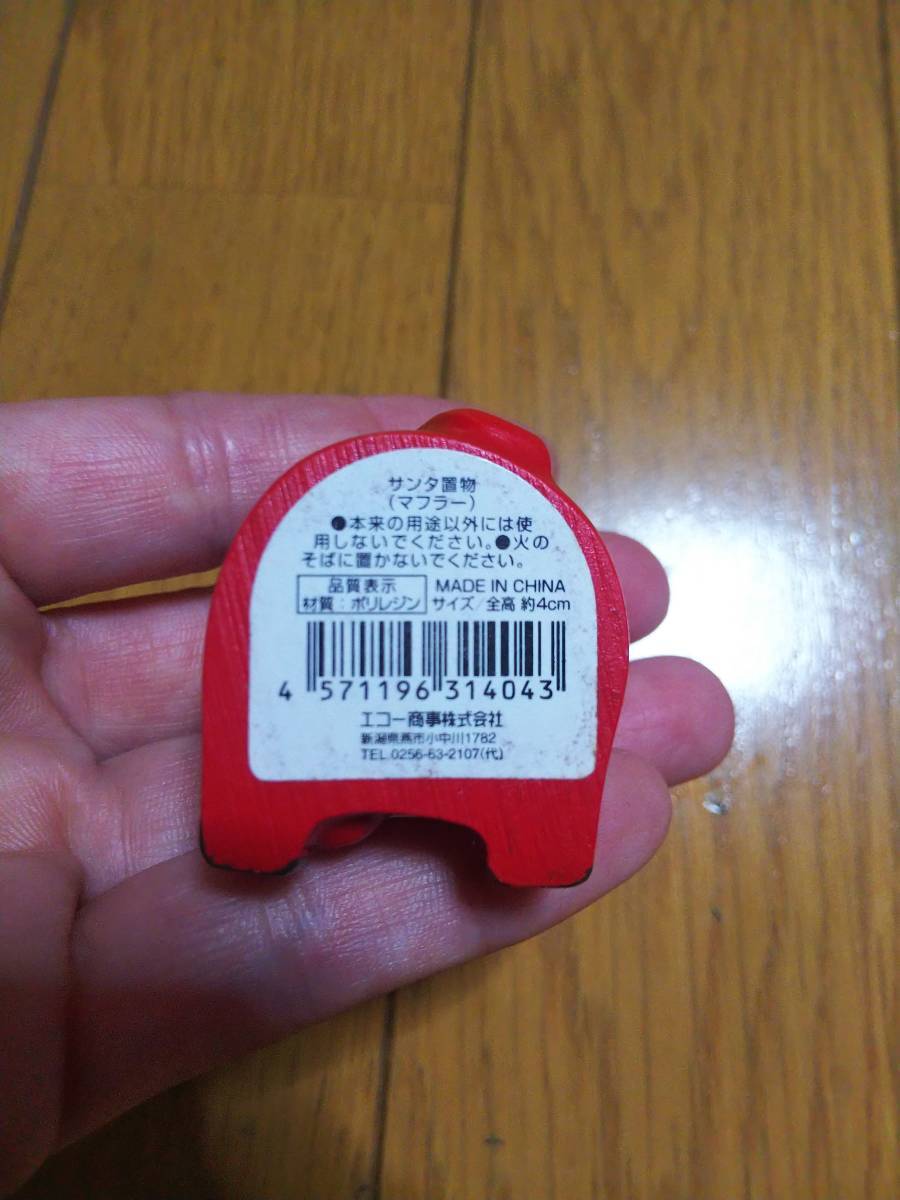 サンタ置物
（マフラー）
●本来の用途以外には使
用しないでください。●火の
そばに置かないでください。
品質表示 MADE IN CHINA
材質：ポリレジン サイズ／全高 約4cm
4 571196 314043
エコー商事株式会社
新潟県燕市小中川1782
TEL 0256-63-2107(代)